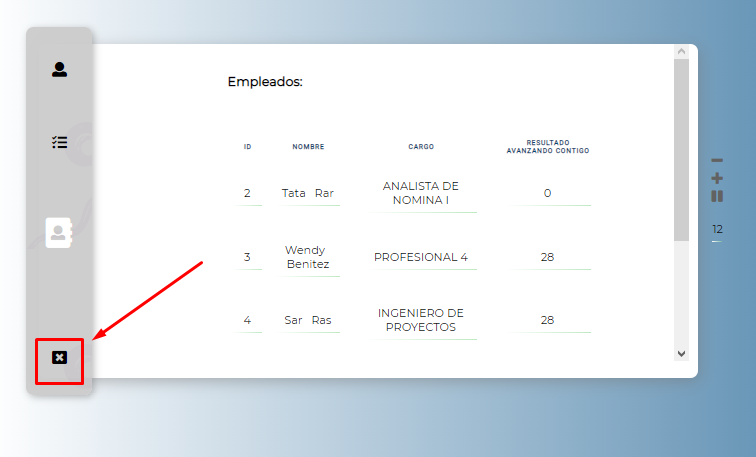 Empleados:
ID NOMBRE CARGO RESULTADO
AVANZANDO CONTIGO
2 Tata Rar ANALISTA DE
NOMINA I 0
3 Wendy
Benitez PROFESIONAL 4 28
4 Sar Ras INGENIERO DE
PROYECTOS 28
12